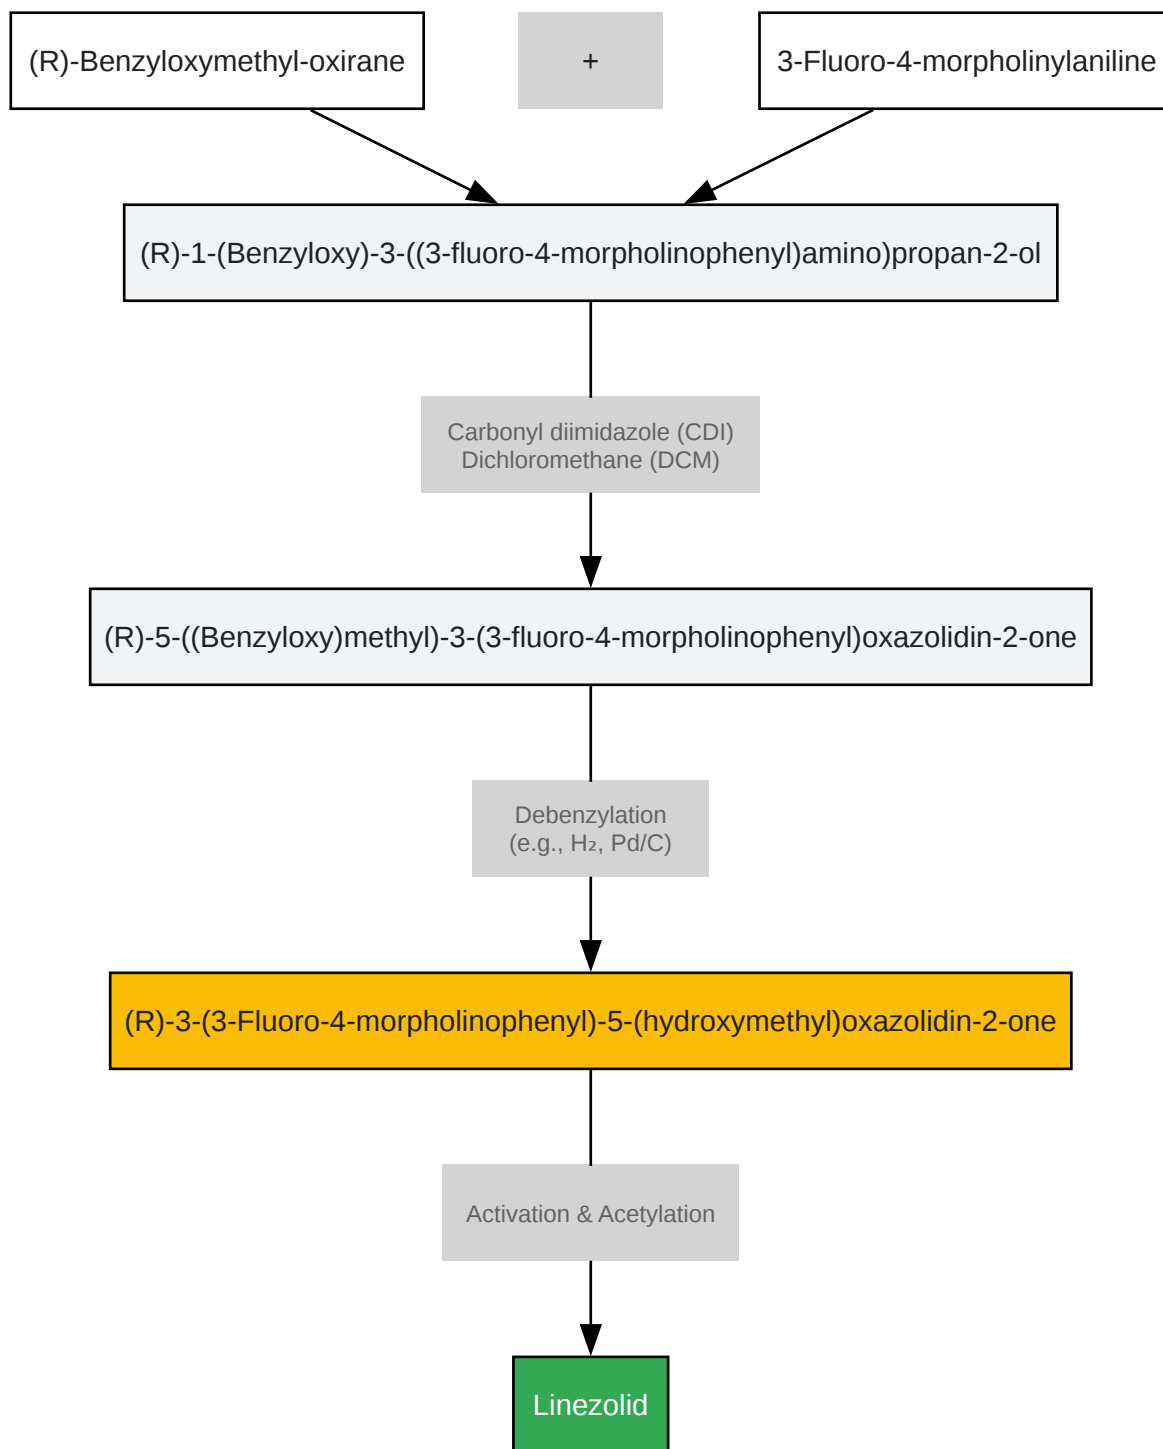 (R)-Benzyloxymethyl-oxirane
+
3-Fluoro-4-morpholinylaniline
(R)-1-(Benzyloxy)-3-((3-fluoro-4-morpholinophenyl)amino)propan-2-ol
Carbonyl diimidazole (CDI)
Dichloromethane (DCM)
(R)-5-((Benzyloxy)methyl)-3-(3-fluoro-4-morpholinophenyl)oxazolidin-2-one
Debenzylation
(e.g., H₂, Pd/C)
(R)-3-(3-Fluoro-4-morpholinophenyl)-5-(hydroxymethyl)oxazolidin-2-one
Activation & Acetylation
Linezolid